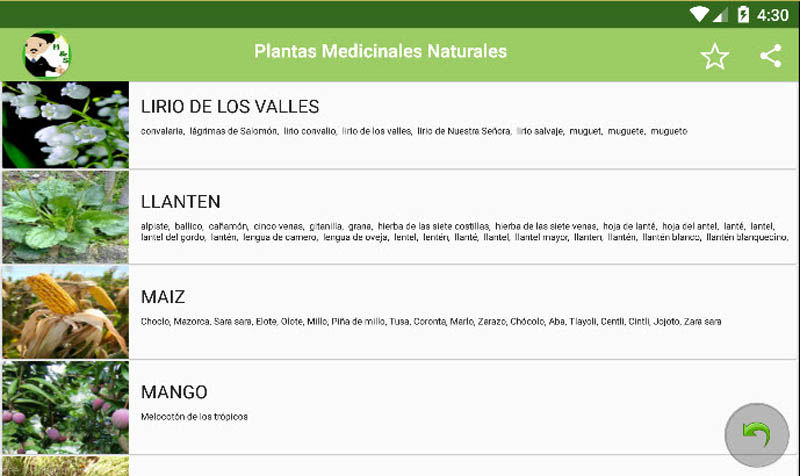 4:30
Plantas Medicinales Naturales
LIRIO DE LOS VALLES
convalaria, lágrimas de Salomón, lirio convalio, lirio de los valles, lirio de Nuestra Señora, lirio salvaje, muguet, muguete, mugueto
LLANTEN
alpiste, ballico, cañamón, cinco venas, gitanilla, grana, hierba de las siete costillas, hierba de las siete venas, hoja de lanté, hoja del antel, lanté, lantel,
lantel del gordo, lantén, lengua de carnero, lengua de oveja, lentel, lentén, llanté, llantel, llantel mayor, llanten, llantén, llantén blanco, llantén blanquecino,
MAIZ
Choclo, Mazorca, Sara sara, Elote, Olote, Millo, Piña de millo, Tusa, Coronta, Marlo, Zarazo, Chócolo, Aba, Tlayoli, Centli, Cintli, Jojoto, Zara sara
MANGO
Melocotón de los trópicos